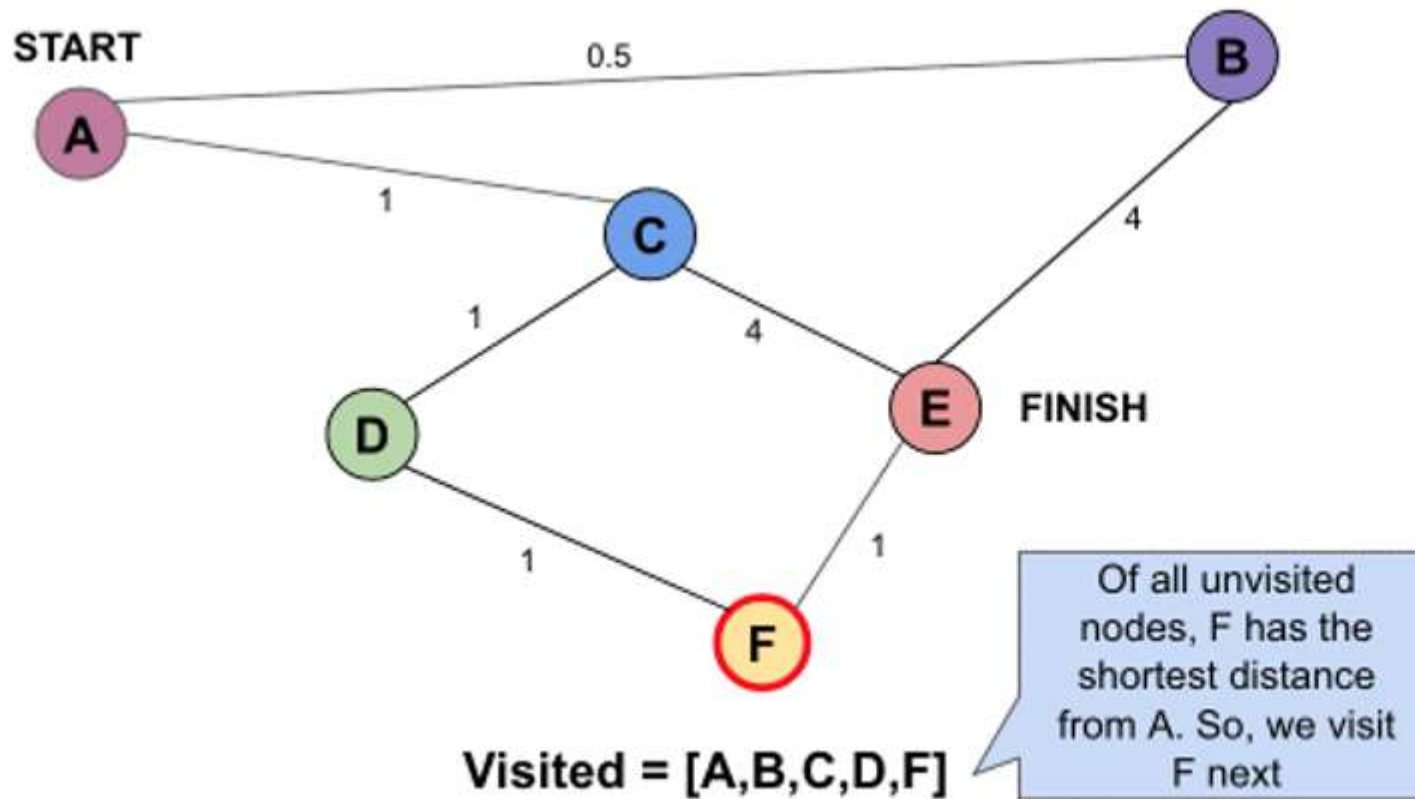 START
0.5
B
A
1
C
4
1
4
D
E
FINISH
1
1
F
Of all unvisited
nodes, F has the
shortest distance
from A. So, we visit
F next
Visited = [A,B,C,D,F]